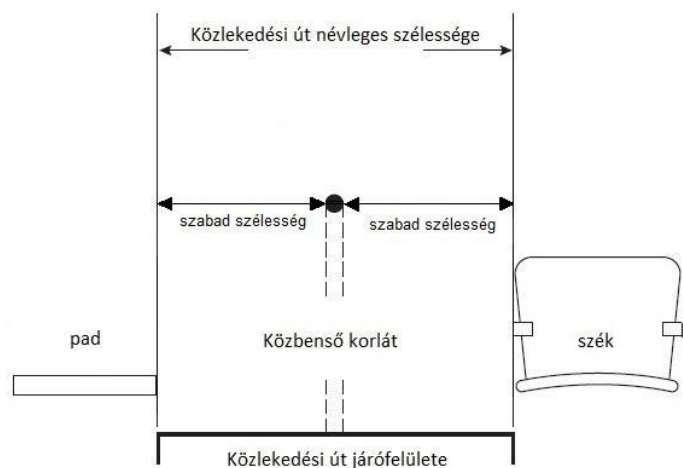 Közlekedési út névleges szélessége
szabad szélesség
szabad szélesség
pad
Közbenső korlát
szék
Közlekedési út járófelülete